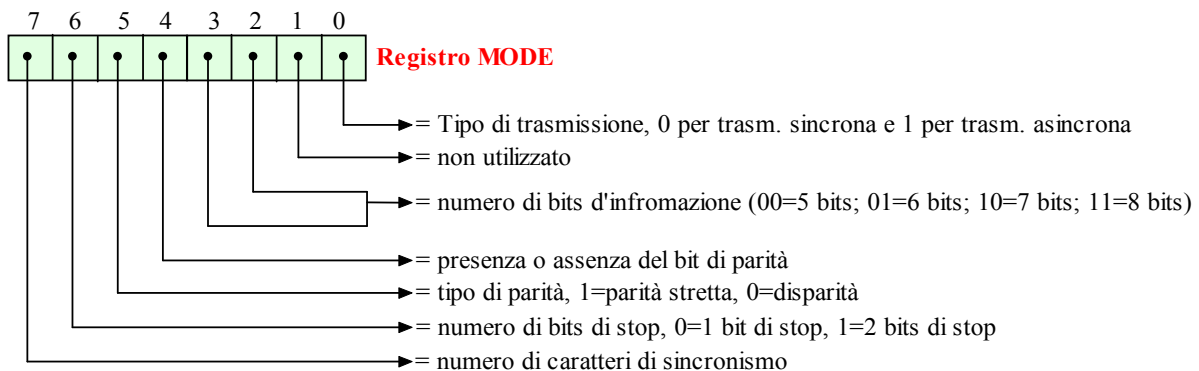 7 6 5 4 3 2 1 0
Registro MODE
= Tipo di trasmissione, 0 per trasm. sincrona e 1 per trasm. asincrona
= non utilizzato
= numero di bits d'infromazione (00=5 bits; 01=6 bits; 10=7 bits; 11=8 bits)
= presenza o assenza del bit di parità
= tipo di parità, 1=parità stretta, 0=disparità
= numero di bits di stop, 0=1 bit di stop, 1=2 bits di stop
= numero di caratteri di sincronismo